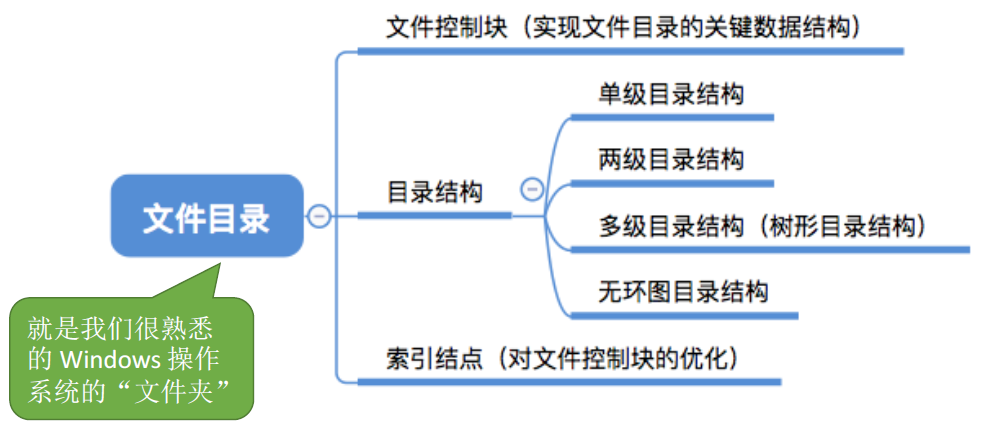 文件控制块（实现文件目录的关键数据结构）
单级目录结构
两级目录结构
目录结构
文件目录
多级目录结构（树形目录结构）
无环图目录结构
就是我们很熟悉
的 Windows 操作
系统的“文件夹”
索引结点（对文件控制块的优化）